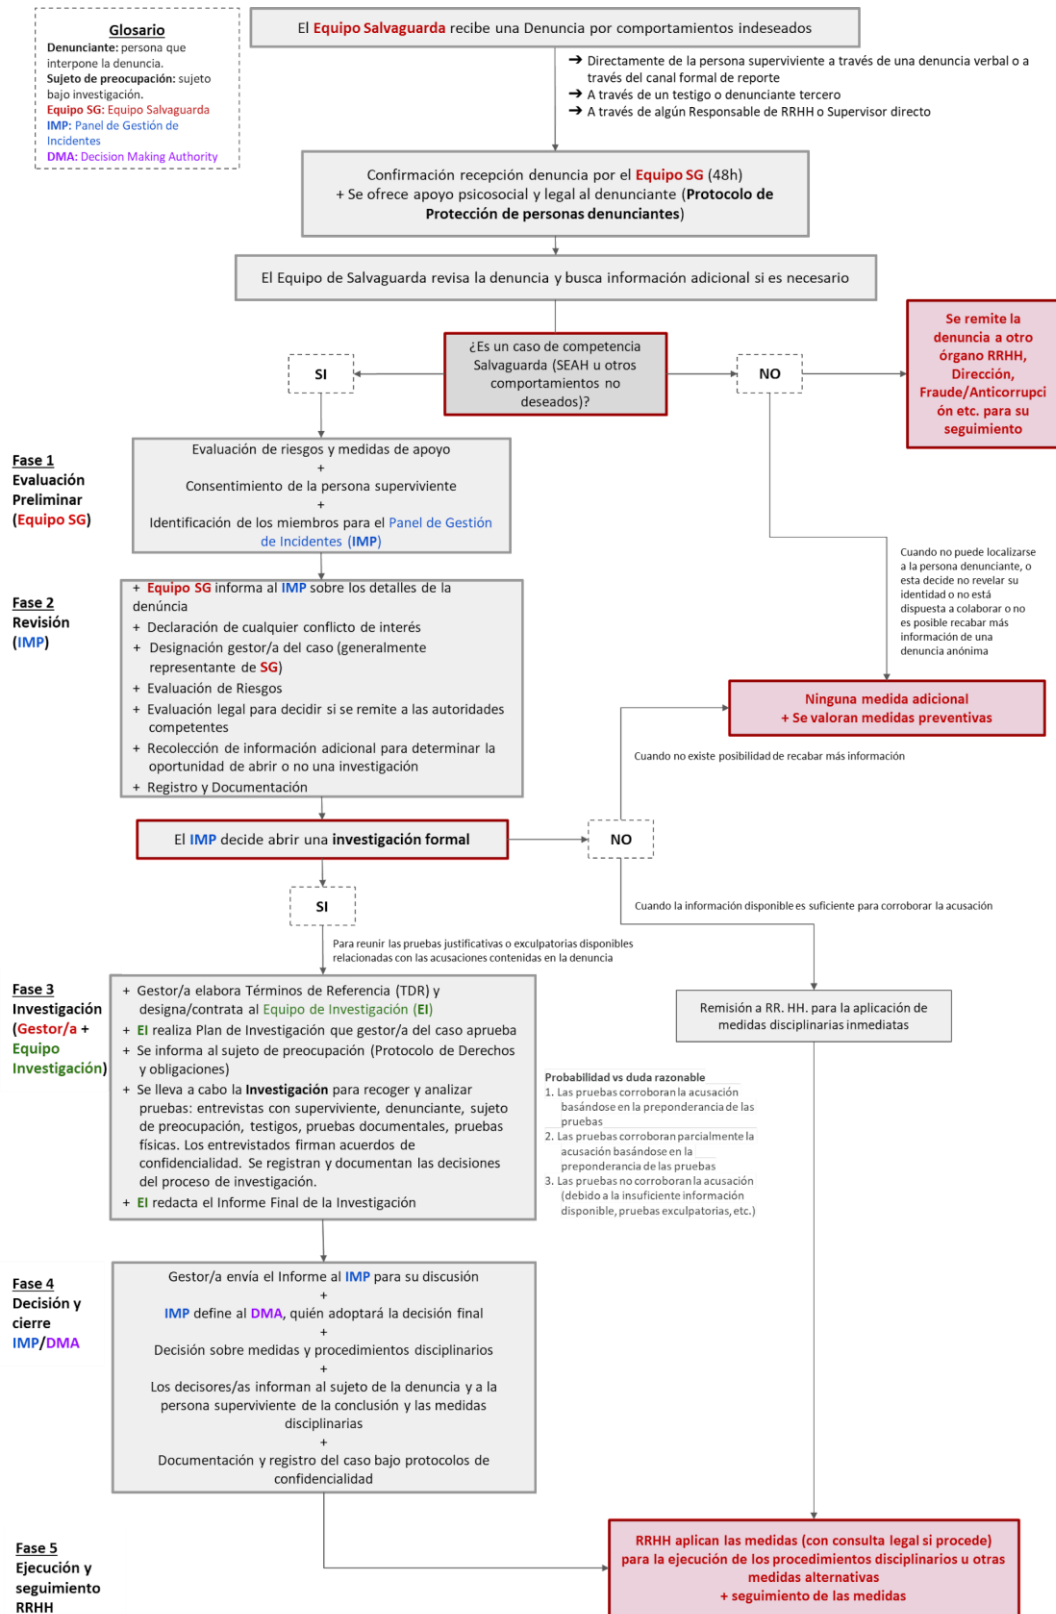 Glosario
Denunciante: persona que
interpone la denuncia.
Sujeto de preocupación: sujeto
bajo investigación.
Equipo SG: Equipo Salvaguarda
IMP: Panel de Gestión de
Incidentes
DMA: Decision Making Authority
El Equipo Salvaguarda recibe una Denuncia por comportamientos indeseados
➔ Directamente de la persona superviviente a través de una denuncia verbal o a
través del canal formal de reporte
➔ A través de un testigo o denunciante tercero
➔ A través de algún Responsable de RRHH o Supervisor directo
Confirmación recepción denuncia por el Equipo SG (48h)
+ Se ofrece apoyo psicosocial y legal al denunciante (Protocolo de
Protección de personas denunciantes)
El Equipo de Salvaguarda revisa la denuncia y busca información adicional si es necesario
¿Es un caso de competencia
Salvaguarda (SEAH u otros
comportamientos no
deseados)?
SI
NO
Se remite la
denuncia a otro
órgano RRHH,
Dirección,
Fraude/Anticorrupci
ón etc. para su
seguimiento
Fase 1
Evaluación
Preliminar
(Equipo SG)
Evaluación de riesgos y medidas de apoyo
+
Consentimiento de la persona superviviente
+
Identificación de los miembros para el Panel de Gestión
de Incidentes (IMP)
Cuando no puede localizarse
a la persona denunciante, o
esta decide no revelar su
identidad o no está
dispuesta a colaborar o no
es posible recabar más
información de una
denuncia anónima
Fase 2
Revisión
(IMP)
+ Equipo SG informa al IMP sobre los detalles de la
denúncia
+ Declaración de cualquier conflicto de interés
+ Designación gestor/a del caso (generalmente
representante de SG)
+ Evaluación de Riesgos
+ Evaluación legal para decidir si se remite a las autoridades
competentes
+ Recolección de información adicional para determinar la
oportunidad de abrir o no una investigación
+ Registro y Documentación
Ninguna medida adicional
+ Se valoran medidas preventivas
Cuando no existe posibilidad de recabar más información
El IMP decide abrir una investigación formal
NO
SI
Cuando la información disponible es suficiente para corroborar la acusación
Para reunir las pruebas justificativas o exculpatorias disponibles
relacionadas con las acusaciones contenidas en la denuncia
Fase 3
Investigación
(Gestor/a +
Equipo
Investigación)
+ Gestor/a elabora Términos de Referencia (TDR) y
designa/contrata al Equipo de Investigación (EI)
+ EI realiza Plan de Investigación que gestor/a del caso aprueba
+ Se informa al sujeto de preocupación (Protocolo de Derechos
y obligaciones)
+ Se lleva a cabo la Investigación para recoger y analizar
pruebas: entrevistas con superviviente, denunciante, sujeto
de preocupación, testigos, pruebas documentales, pruebas
físicas. Los entrevistados firman acuerdos de
confidencialidad. Se registran y documentan las decisiones
del proceso de investigación.
+ EI redacta el Informe Final de la Investigación
Remisión a RR. HH. para la aplicación de
medidas disciplinarias inmediatas
Probabilidad vs duda razonable
1. Las pruebas corroboran la acusación
basándose en la preponderancia de las
pruebas
2. Las pruebas corroboran parcialmente la
acusación basándose en la
preponderancia de las pruebas
3. Las pruebas no corroboran la acusación
(debido a la insuficiente información
disponible, pruebas exculpatorias, etc.)
Fase 4
Decisión y
cierre
IMP/DMA
Gestor/a envía el Informe al IMP para su discusión
+
IMP define al DMA, quién adoptará la decisión final
+
Decisión sobre medidas y procedimientos disciplinarios
+
Los decisores/as informan al sujeto de la denuncia y a la
persona superviviente de la conclusión y las medidas
disciplinarias
+
Documentación y registro del caso bajo protocolos de
confidencialidad
Fase 5
Ejecución y
seguimiento
RRHH
RRHH aplican las medidas (con consulta legal si procede)
para la ejecución de los procedimientos disciplinarios u otras
medidas alternativas
+ seguimiento de las medidas